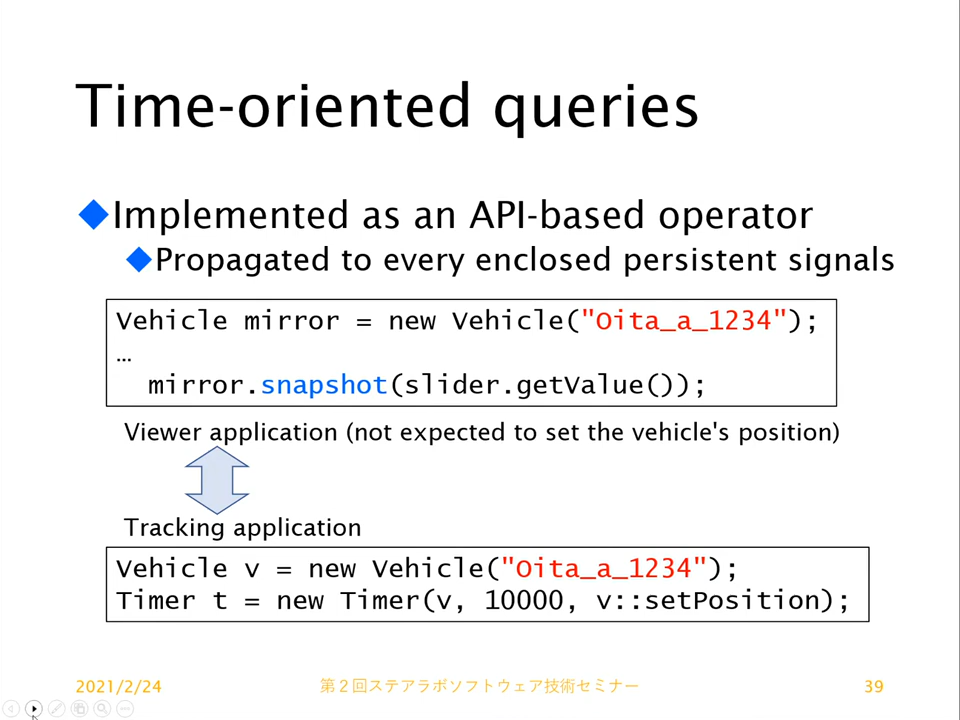 Time-oriented queries
Implemented as an API-based operator
Propagated to every enclosed persistent signals
Vehicle mirror = new Vehicle("Oita_a_1234");
…
mirror.snapshot(slider.getValue());
Viewer application (not expected to set the vehicle's position)
Tracking application
Vehicle v = new Vehicle("Oita_a_1234");
Timer t = new Timer(v, 10000, v::setPosition);
2021/2/24
第２回ステアラボソフトウェア技術セミナー
39